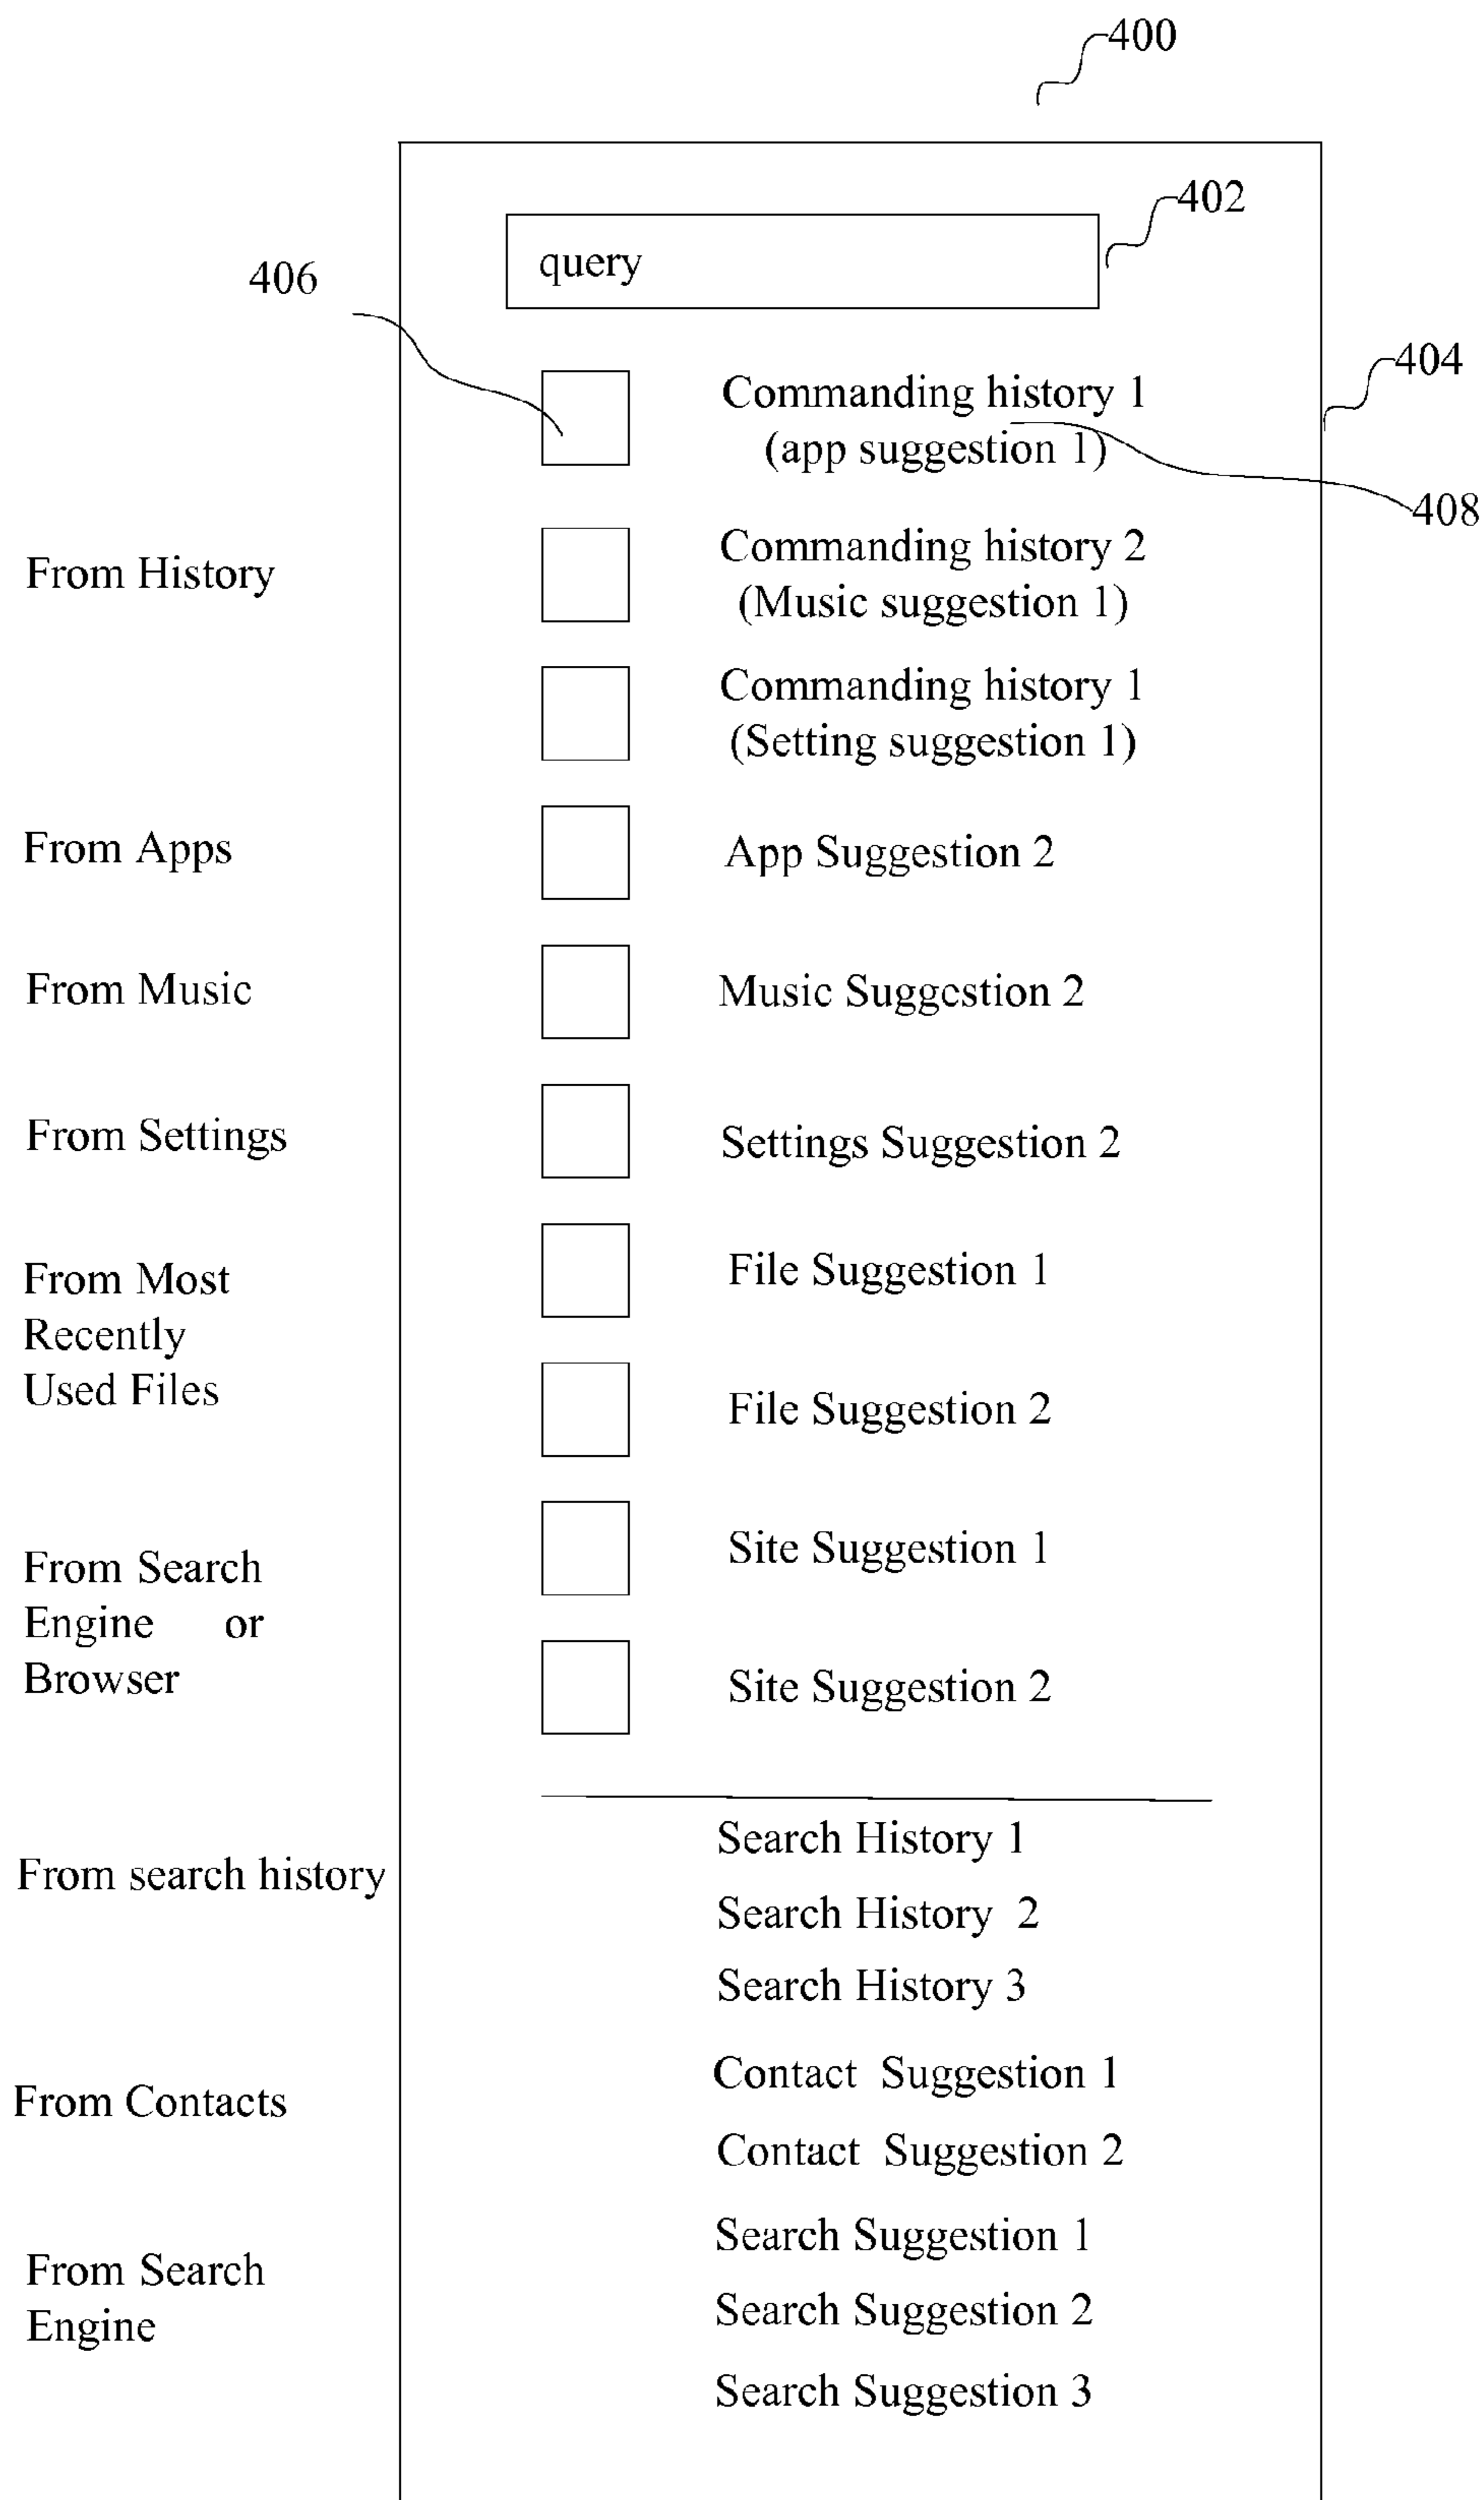 400
402
query
406
404
Commanding history 1
(app suggestion 1)
408
From History
Commanding history 2
(Music suggestion 1)
Commanding history 1
(Setting suggestion 1)
From Apps
App Suggestion 2
From Music
Music Suggestion 2
From Settings
Settings Suggestion 2
From Most
Recently
Used Files
File Suggestion 1
File Suggestion 2
From Search
Engine or
Browser
Site Suggestion 1
Site Suggestion 2
From search history
Search History 1
Search History 2
Search History 3
From Contacts
Contact Suggestion 1
Contact Suggestion 2
From Search
Engine
Search Suggestion 1
Search Suggestion 2
Search Suggestion 3